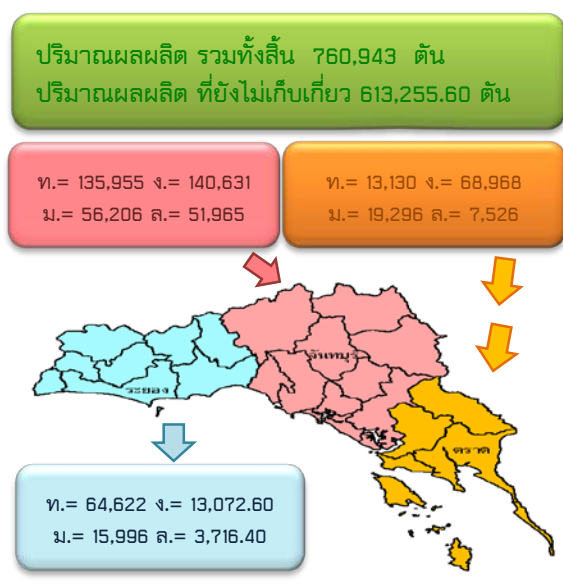 ปริมาณผลผลิต รวมทั้งสิ้น 760,943 ตัน
ปริมาณผลผลิต ที่ยังไม่เก็บเกี่ยว 613,255.60 ตัน
ท.= 135,955 ง.= 140,631
ม.= 56,206 ล.= 51,965
ท.= 13,130 ง.= 68,968
ม.= 19,296 ล.= 7,526
จันทบุรี
ระยอง
ตราด
ท.= 64,622 ง.= 13,072.60
ม.= 15,996 ล.= 3,716.40